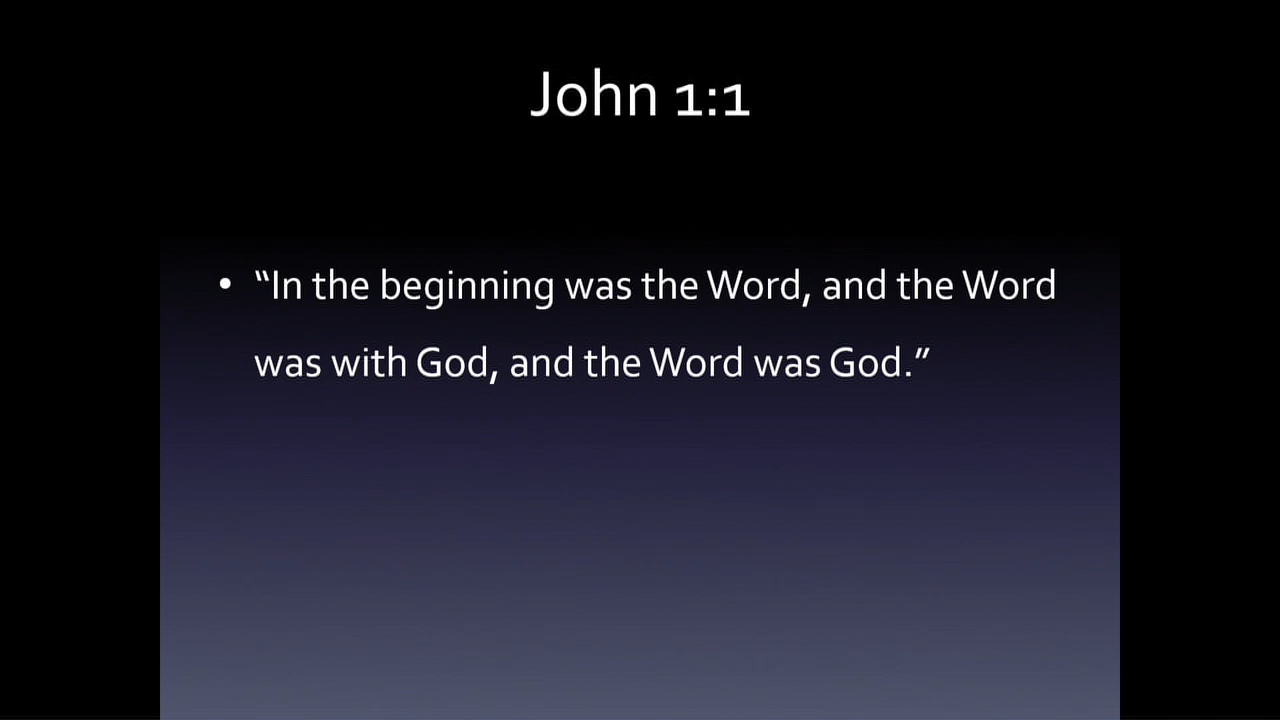 John 1:1
• “In the beginning was the Word, and the Word
was with God, and the Word was God.”